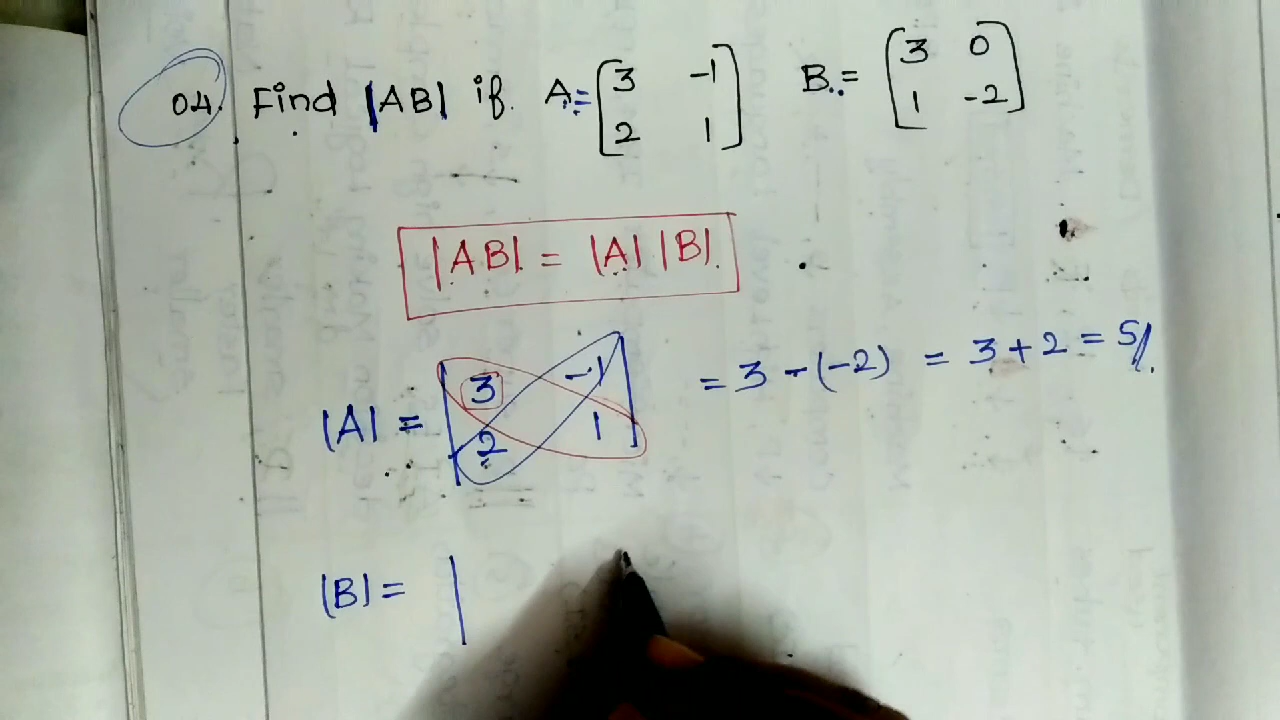 04. Find |AB| if A = [3 -1
2 1] B = [3 0
1 -2]
|AB| = |A| |B|
|A| = |3 -1
2 1| = 3 - (-2) = 3 + 2 = 5//.
|B| = |